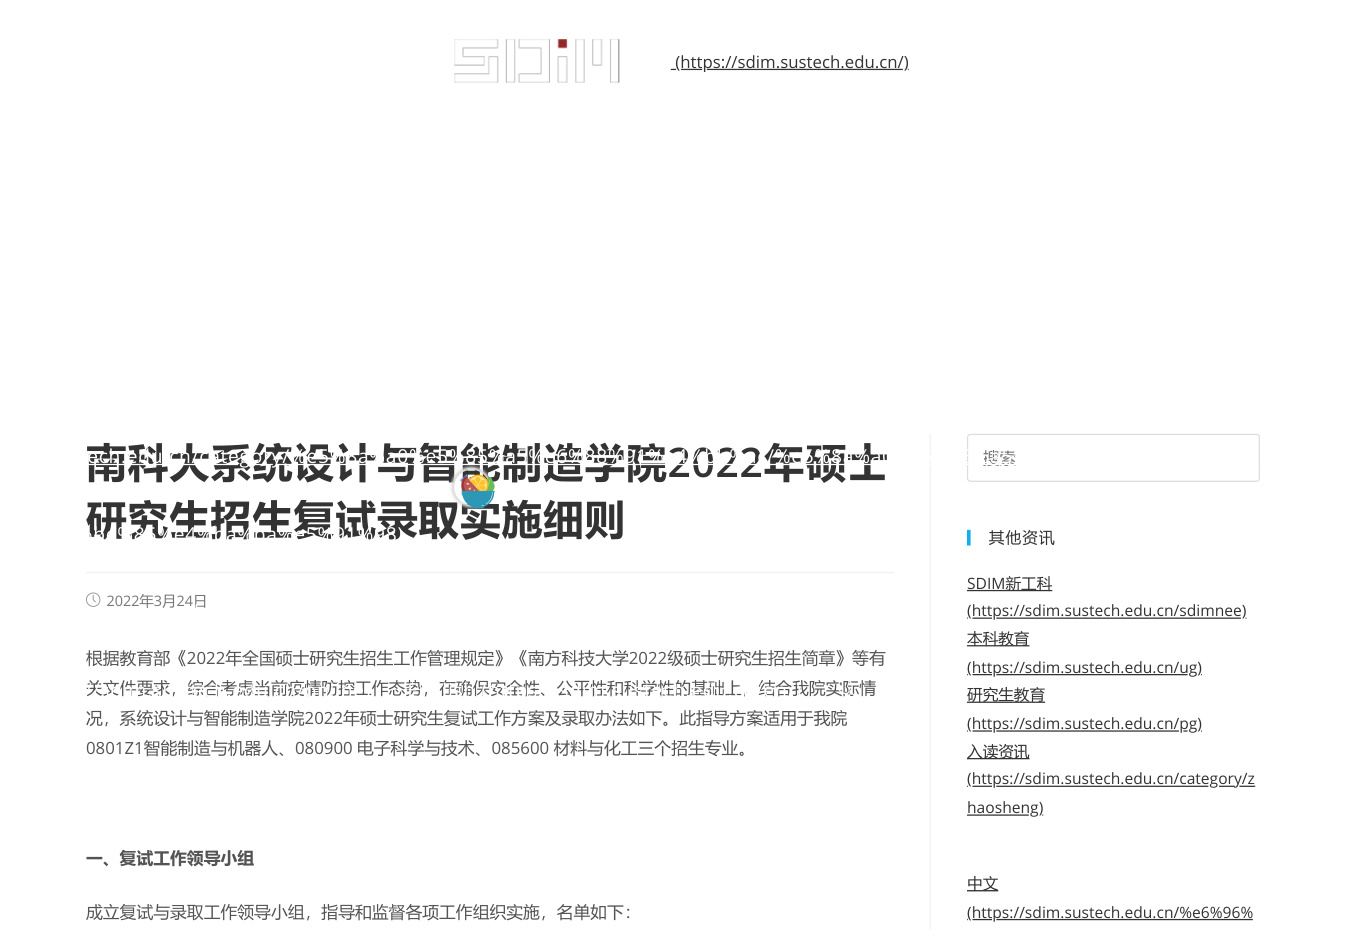 SDIM
(https://sdim.sustech.edu.cn/)
南科大系统设计与智能制造学院2022年硕士
研究生招生复试录取实施细则
2022年3月24日
根据教育部《2022年全国硕士研究生招生工作管理规定》《南方科技大学2022级硕士研究生招生简章》等有
关文件要求，综合考虑当前疫情防控工作态势，在确保安全性、公平性和科学性的基础上，结合我院实际情
况，系统设计与智能制造学院2022年硕士研究生复试工作方案及录取办法如下。此指导方案适用于我院
0801Z1智能制造与机器人、080900 电子科学与技术、085600 材料与化工三个招生专业。
一、复试工作领导小组
成立复试与录取工作领导小组，指导和监督各项工作组织实施，名单如下：
搜索
其他资讯
SDIM新工科
(https://sdim.sustech.edu.cn/sdimnee)
本科教育
(https://sdim.sustech.edu.cn/ug)
研究生教育
(https://sdim.sustech.edu.cn/pg)
入读资讯
(https://sdim.sustech.edu.cn/category/z
haosheng)
中文
(https://sdim.sustech.edu.cn/%e6%96%